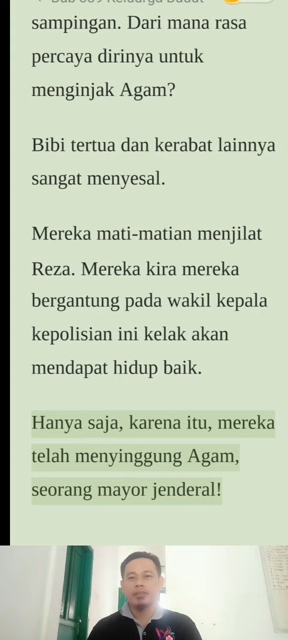 sampingan. Dari mana rasa
percaya dirinya untuk
menginjak Agam?
Bibi tertua dan kerabat lainnya
sangat menyesal.
Mereka mati-matian menjilat
Reza. Mereka kira mereka
bergantung pada wakil kepala
kepolisian ini kelak akan
mendapat hidup baik.
Hanya saja, karena itu, mereka
telah menyinggung Agam,
seorang mayor jenderal!